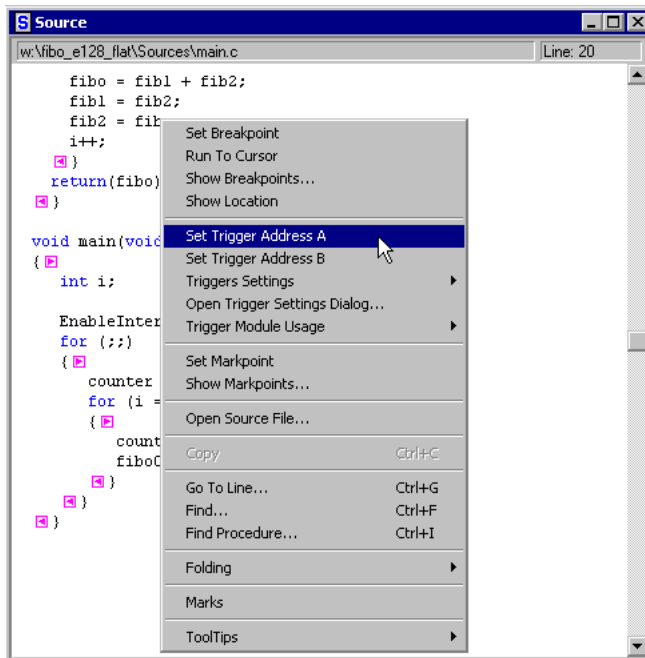 Source
w:\fibo_e128_flat\Sources\main.c Line: 20
fibo = fib1 + fib2;
fib1 = fib2;
fib2 = fib
i++;
}
return(fibo)
}
void main(void
{
int i;
EnableInter
for (;;)
{
counter
for (i =
{
count
fibo
}
}
}
Set Breakpoint
Run To Cursor
Show Breakpoints...
Show Location
Set Trigger Address A
Set Trigger Address B
Triggers Settings
Open Trigger Settings Dialog...
Trigger Module Usage
Set Markpoint
Show Markpoints...
Open Source File...
Copy Ctrl+C
Go To Line... Ctrl+G
Find... Ctrl+F
Find Procedure... Ctrl+I
Folding
Marks
ToolTips